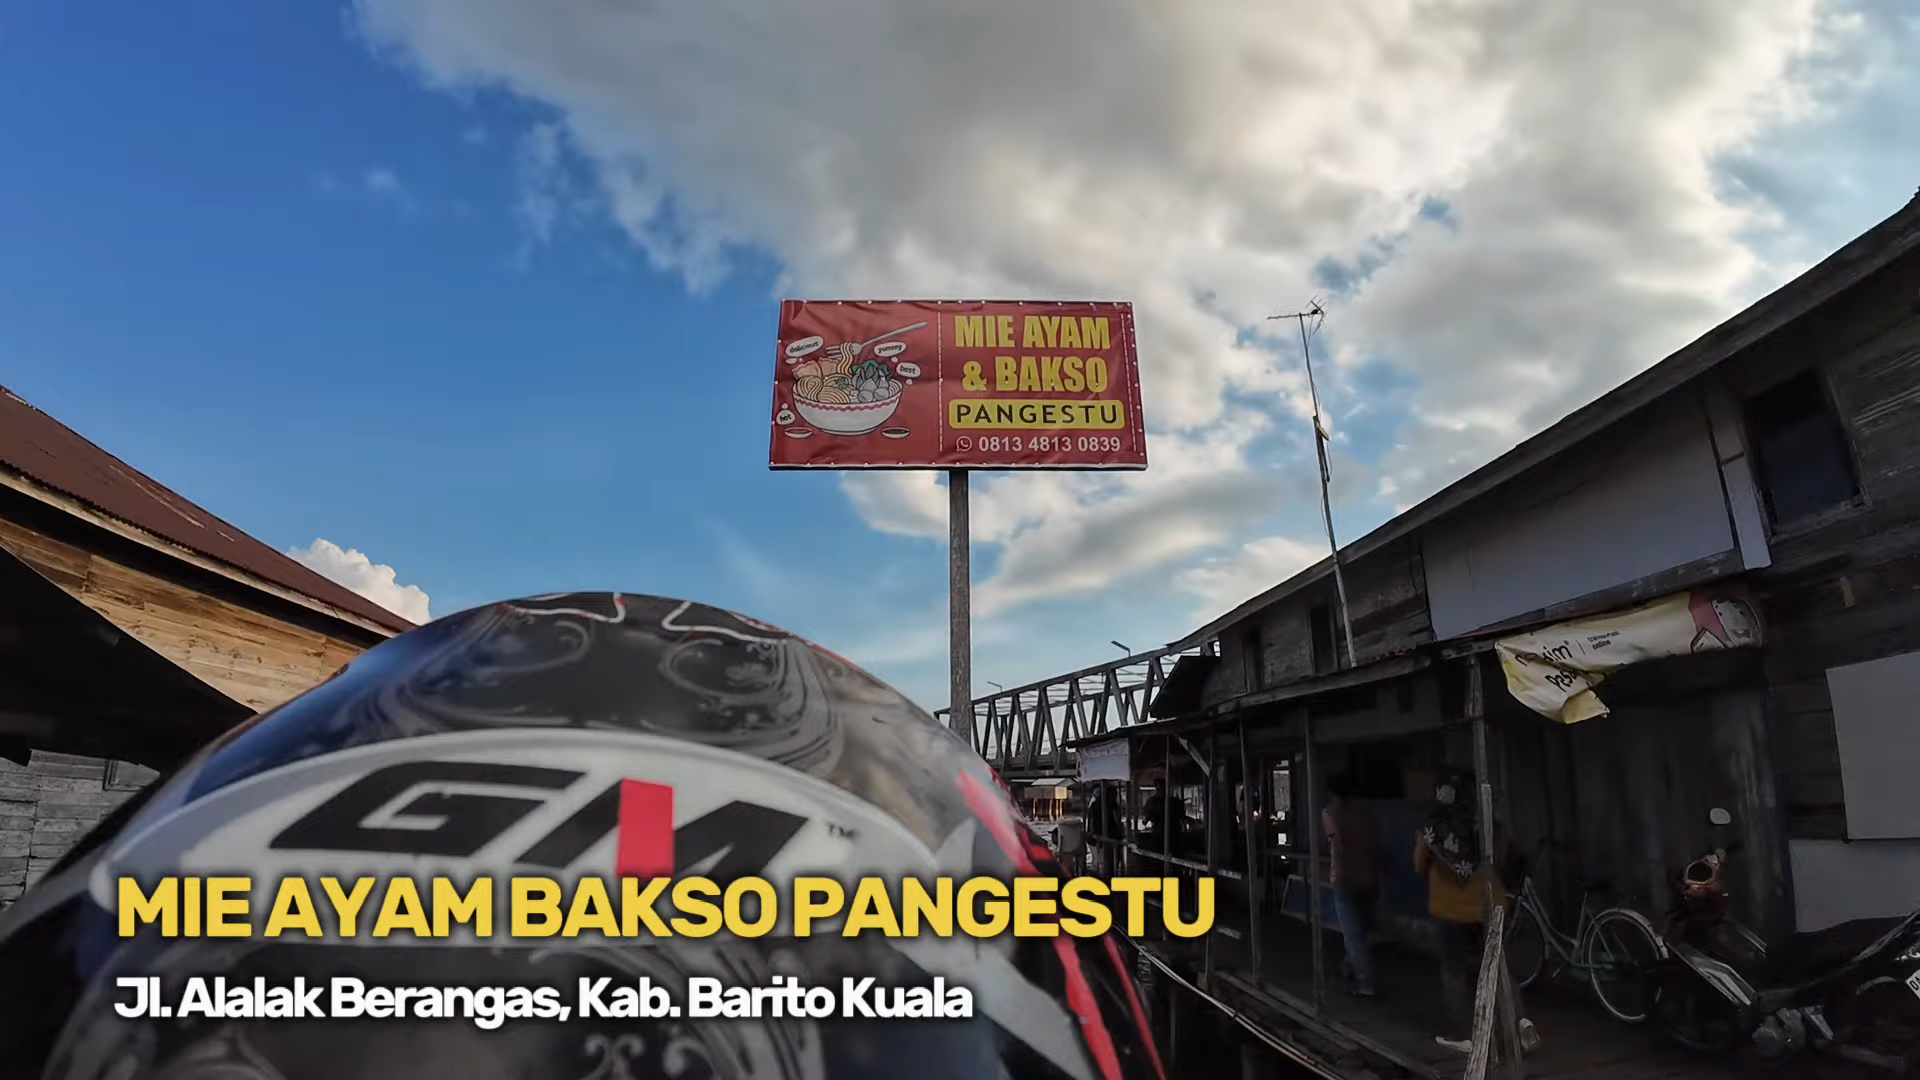 delicious
yummy
best
hot
MIE AYAM
& BAKSO
PANGESTU
0813 4813 0839
GM™
MIE AYAM BAKSO PANGESTU
Jl. Alalak Berangas, Kab. Barito Kuala